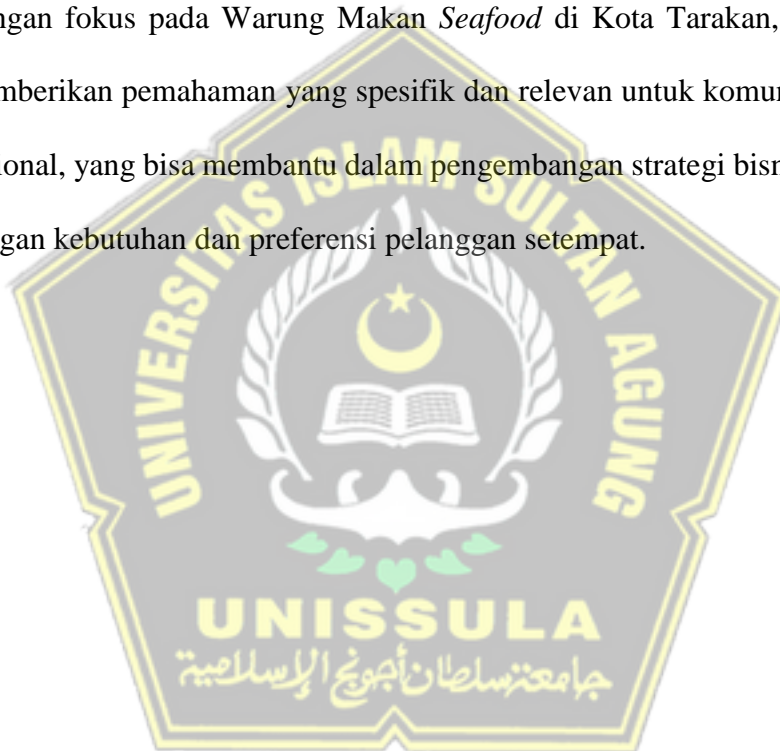 ngan fokus pada Warung Makan Seafood di Kota Tarakan,
mberikan pemahaman yang spesifik dan relevan untuk komu
ional, yang bisa membantu dalam pengembangan strategi bisn
gan kebutuhan dan preferensi pelanggan setempat.
UNIVERSITAS ISLAM SULTAN AGUNG
UNISSULA
جامعة سلطان أجونج الإسلامية